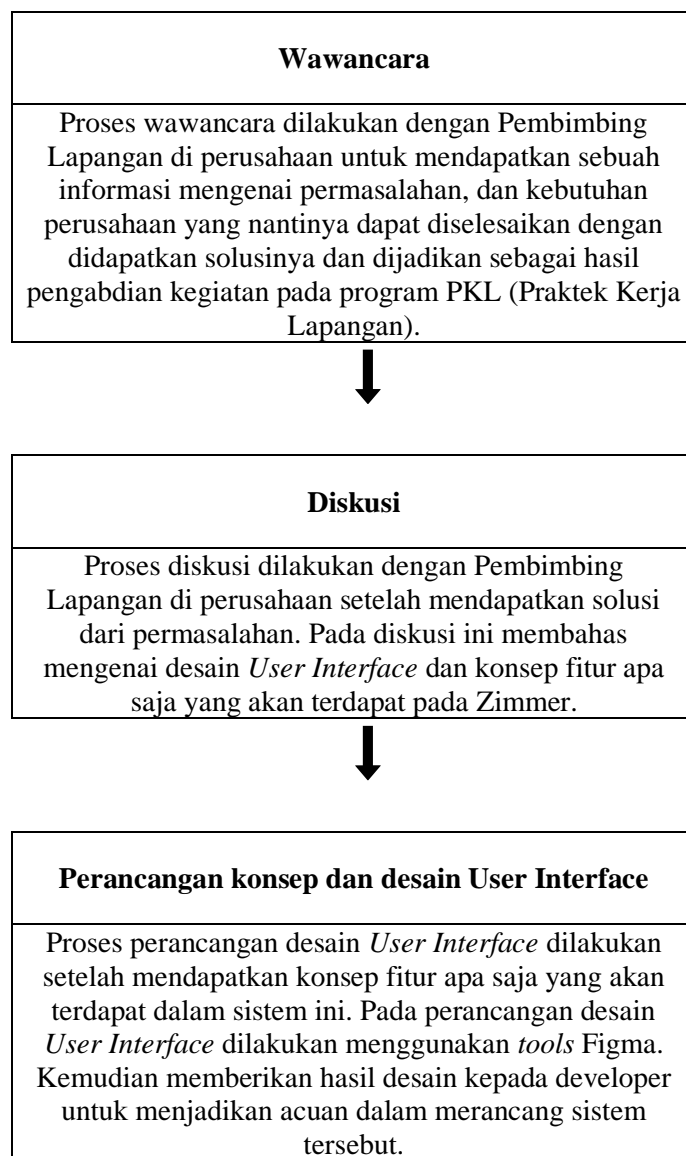 Wawancara
Proses wawancara dilakukan dengan Pembimbing
Lapangan di perusahaan untuk mendapatkan sebuah
informasi mengenai permasalahan, dan kebutuhan
perusahaan yang nantinya dapat diselesaikan dengan
didapatkan solusinya dan dijadikan sebagai hasil
pengabdian kegiatan pada program PKL (Praktek Kerja
Lapangan).
Diskusi
Proses diskusi dilakukan dengan Pembimbing
Lapangan di perusahaan setelah mendapatkan solusi
dari permasalahan. Pada diskusi ini membahas
mengenai desain User Interface dan konsep fitur apa
saja yang akan terdapat pada Zimmer.
Perancangan konsep dan desain User Interface
Proses perancangan desain User Interface dilakukan
setelah mendapatkan konsep fitur apa saja yang akan
terdapat dalam sistem ini. Pada perancangan desain
User Interface dilakukan menggunakan tools Figma.
Kemudian memberikan hasil desain kepada developer
untuk menjadikan acuan dalam merancang sistem
tersebut.